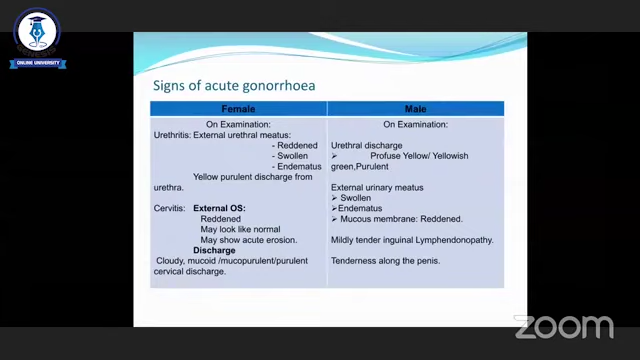 ONLINE UNIVERSITY
Signs of acute gonorrhoea
Female
On Examination:
Urethritis: External urethral meatus:
- Reddened
- Swollen
- Endematus
Yellow purulent discharge from
urethra.
Cervitis: External OS:
Reddened
May look like normal
May show acute erosion.
Discharge
Cloudy, mucoid /mucopurulent/purulent
cervical discharge.
Male
On Examination:
Urethral discharge
➢ Profuse Yellow/ Yellowish
green,Purulent
External urinary meatus
➢ Swollen
➢Endematus
➢ Mucous membrane: Reddened.
Mildly tender inguinal Lymphendonopathy.
Tenderness along the penis.
zoom